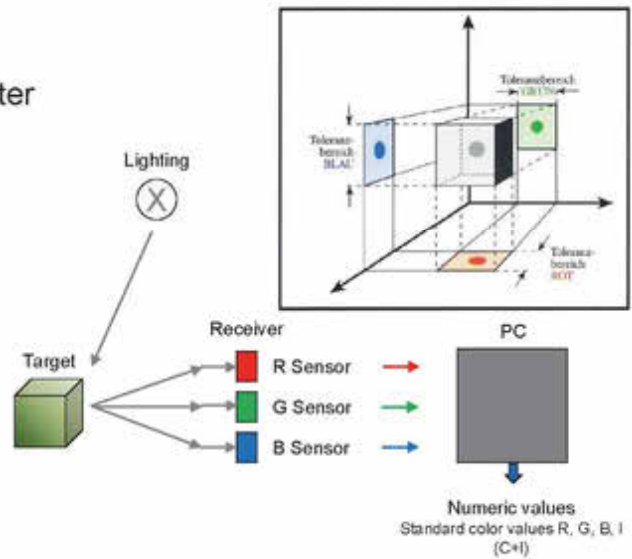 ter
Toleranzbereich
GRÜN
Toleranz-
bereich
BLAU
Lighting
X
Toleranz-
bereich
ROT
Receiver
PC
Target
R Sensor
G Sensor
B Sensor
Numeric values
Standard color values R, G, B, I
(C+I)